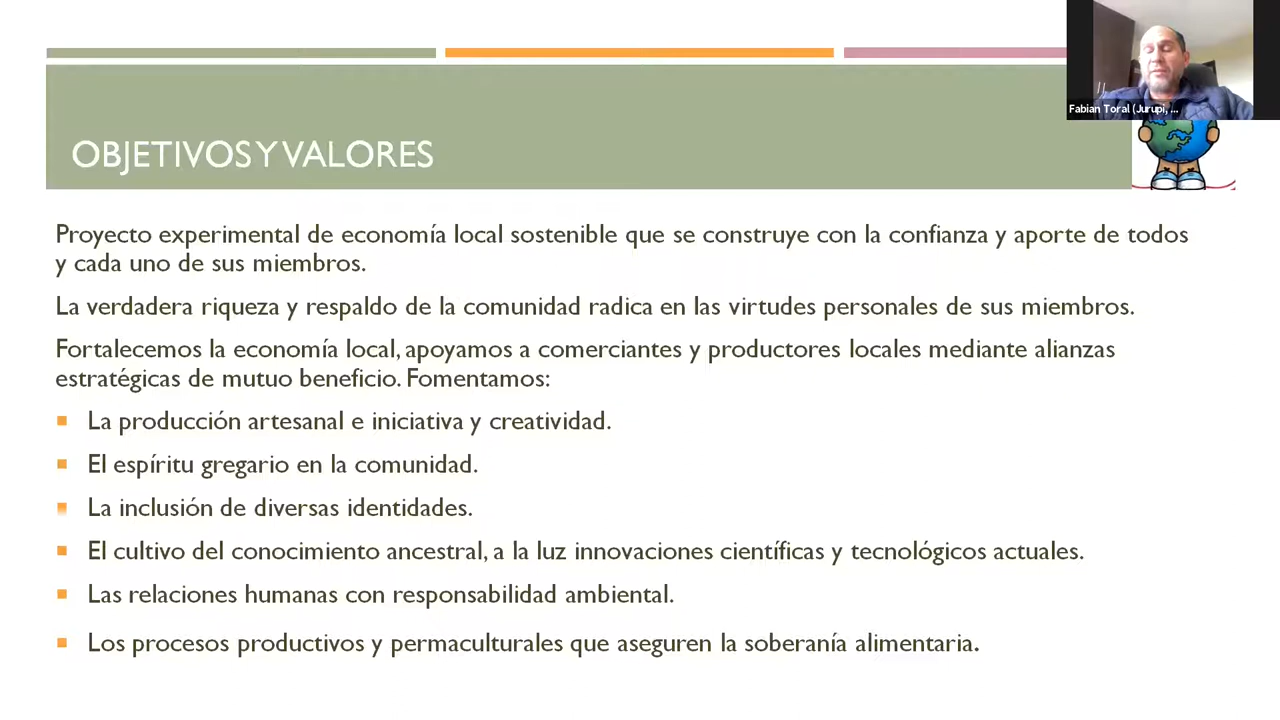 Fabian Toral (Jurupi, ...
OBJETIVOS Y VALORES
Proyecto experimental de economía local sostenible que se construye con la confianza y aporte de todos
y cada uno de sus miembros.
La verdadera riqueza y respaldo de la comunidad radica en las virtudes personales de sus miembros.
Fortalecemos la economía local, apoyamos a comerciantes y productores locales mediante alianzas
estratégicas de mutuo beneficio. Fomentamos:
La producción artesanal e iniciativa y creatividad.
El espíritu gregario en la comunidad.
La inclusión de diversas identidades.
El cultivo del conocimiento ancestral, a la luz innovaciones científicas y tecnológicos actuales.
Las relaciones humanas con responsabilidad ambiental.
Los procesos productivos y permaculturales que aseguren la soberanía alimentaria.